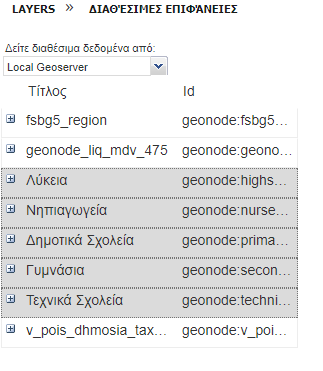 LAYERS » ΔΙΑΘΈΣΙΜΕΣ ΕΠΙΦΆΝΕΙΕΣ
Δείτε διαθέσιμα δεδομένα από:
Local Geoserver
Τίτλος Id
fsbg5_region geonode:fsbg5...
geonode_liq_mdv_475 geonode:geono...
Λύκεια geonode:highs...
Νηπιαγωγεία geonode:nurse...
Δημοτικά Σχολεία geonode:prima...
Γυμνάσια geonode:secon...
Τεχνικά Σχολεία geonode:techni...
v_pois_dhmosia_tax... geonode:v_poi...